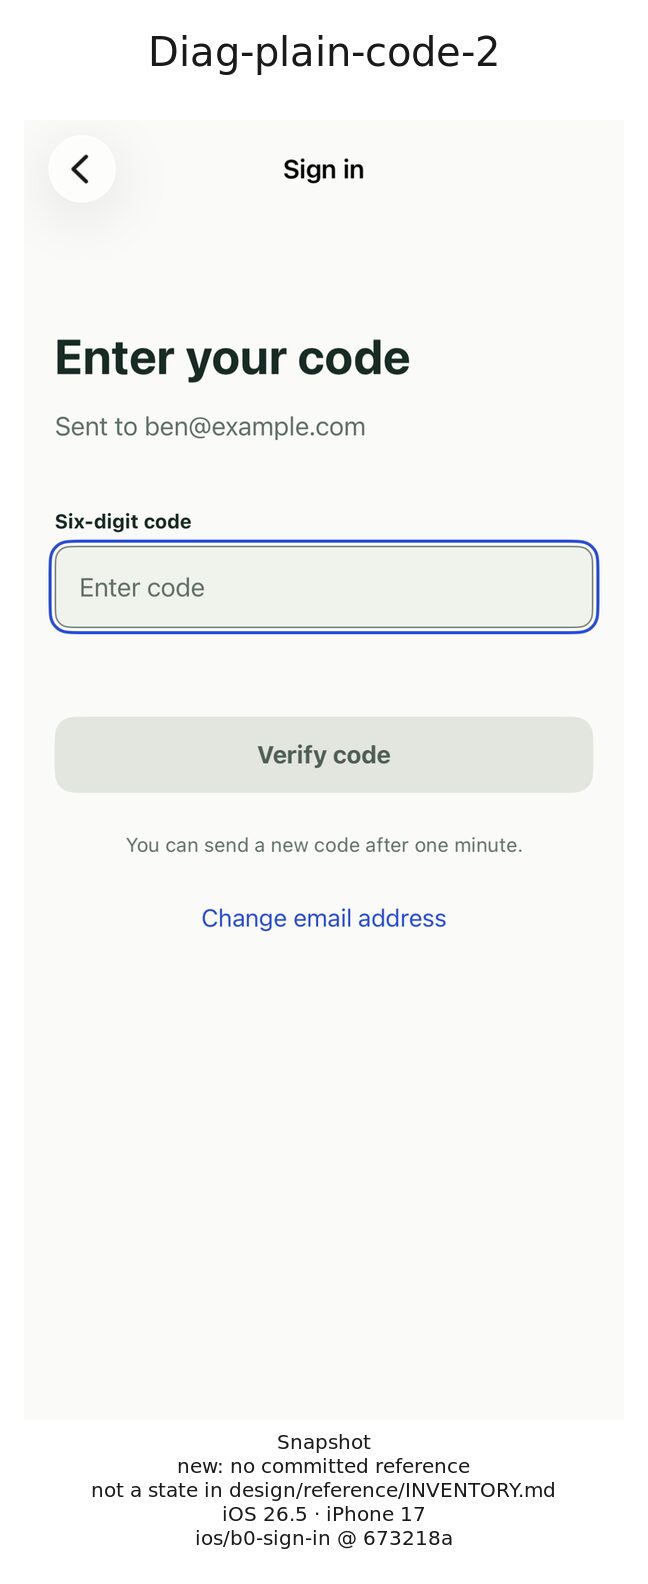 Diag-plain-code-2
Sign in
Enter your code
Sent to ben@example.com
Six-digit code
Enter code
Verify code
You can send a new code after one minute.
Change email address
Snapshot
new: no committed reference
not a state in design/reference/INVENTORY.md
iOS 26.5 · iPhone 17
ios/b0-sign-in @ 673218a